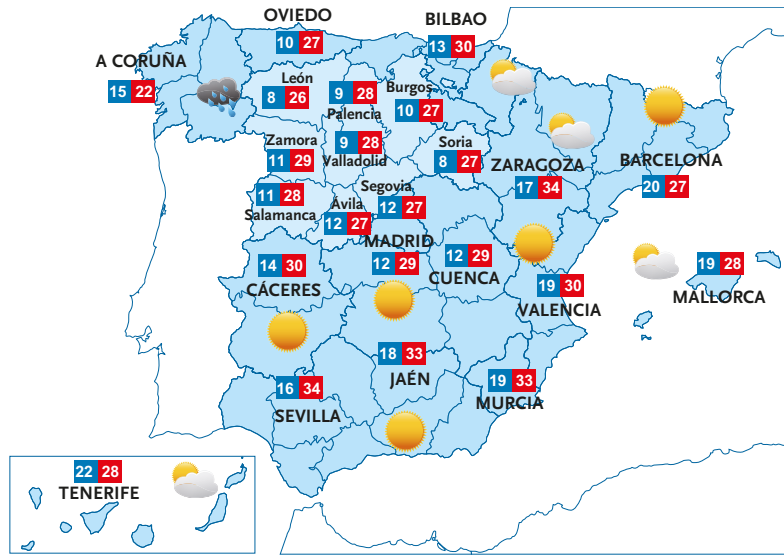 OVIEDO
10 27
BILBAO
13 30
A CORUÑA
15 22
León
8 26
9 28
Palencia
Burgos
10 27
Zamora
11 29
9 28
Valladolid
Soria
8 27
ZARAGOZA
17 34
BARCELONA
20 27
11 28
Salamanca
Ávila
12 27
Segovia
12 27
MADRID
12 29
12 29
CUENCA
14 30
CÁCERES
19 30
VALENCIA
19 28
MALLORCA
18 33
JAÉN
16 34
SEVILLA
19 33
MURCIA
22 28
TENERIFE